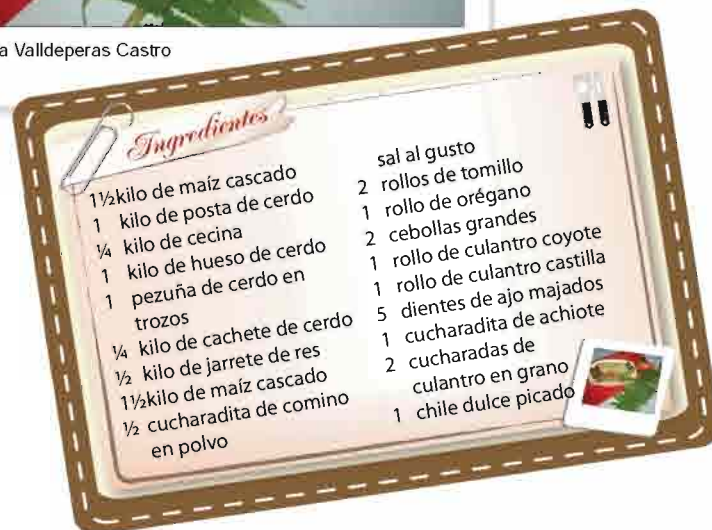 a Valldeperas Castro
Ingredientes
1½kilo de maíz cascado
1 kilo de posta de cerdo
¼ kilo de cecina
1 kilo de hueso de cerdo
1 pezuña de cerdo en
trozos
¼ kilo de cachete de cerdo
½ kilo de jarrete de res
1½kilo de maíz cascado
½ cucharadita de comino
en polvo
sal al gusto
2 rollos de tomillo
1 rollo de orégano
2 cebollas grandes
1 rollo de culantro coyote
1 rollo de culantro castilla
5 dientes de ajo majados
1 cucharadita de achiote
2 cucharadas de
culantro en grano
1 chile dulce picado